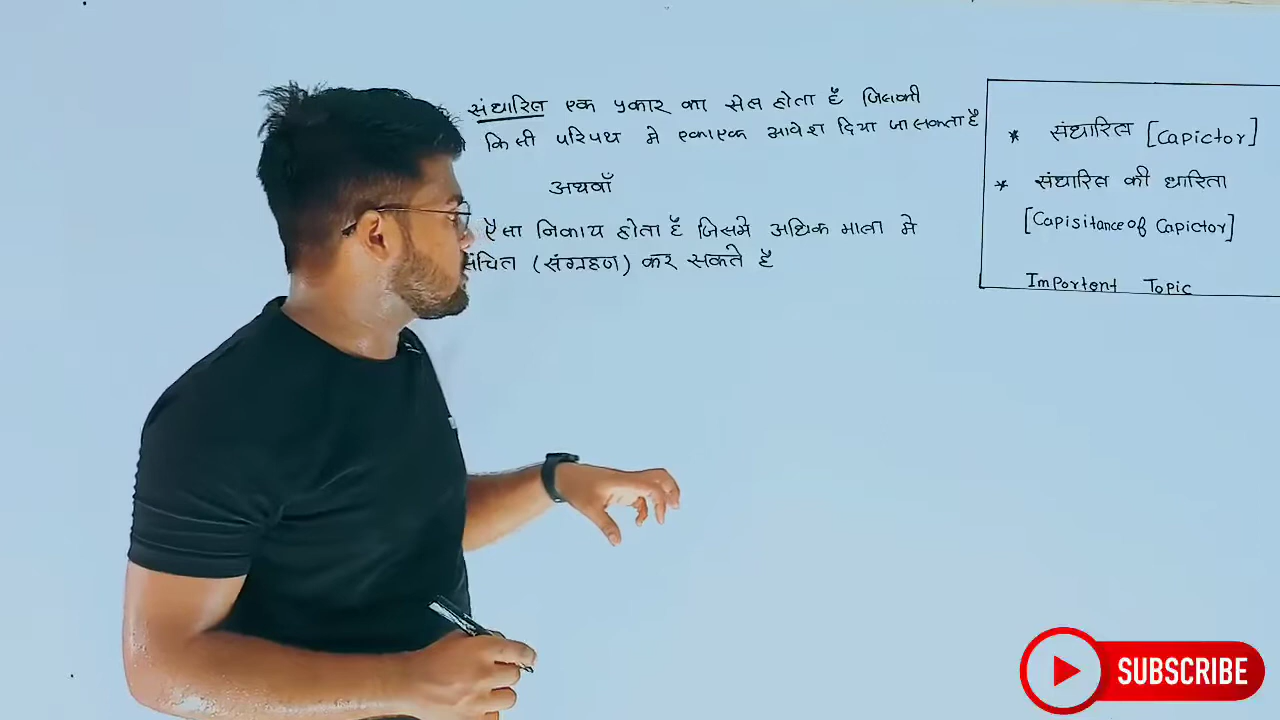 संधारित एक प्रकार का सेल होता है जिसकी
किसी परिपथ मे एकाएक आवेश दिया जा सकता है
अथवाँ
ऐसा निकाय होता है जिसमे अधिक मात्रा मे
संचित (संग्रहण) कर सकते है
* संधारित [Capictor]
* संधारित की धारिता
[Capisitance of Capictor]
Importent Topic
SUBSCRIBE